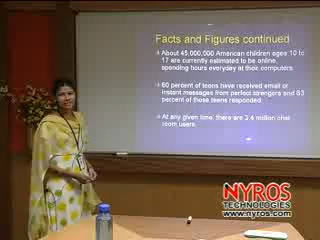 Facts and Figures continued
About 45,000,000 American children ages 10 to
17 are currently estimated to be online,
spending hours everyday at their computers.
60 percent of teens have received email or
instant messages from perfect strangers and 63
percent of those teens responded.
At any given time, there are 3.4 million chat
room users.
NYROS
TECHNOLOGIES
www.nyros.com